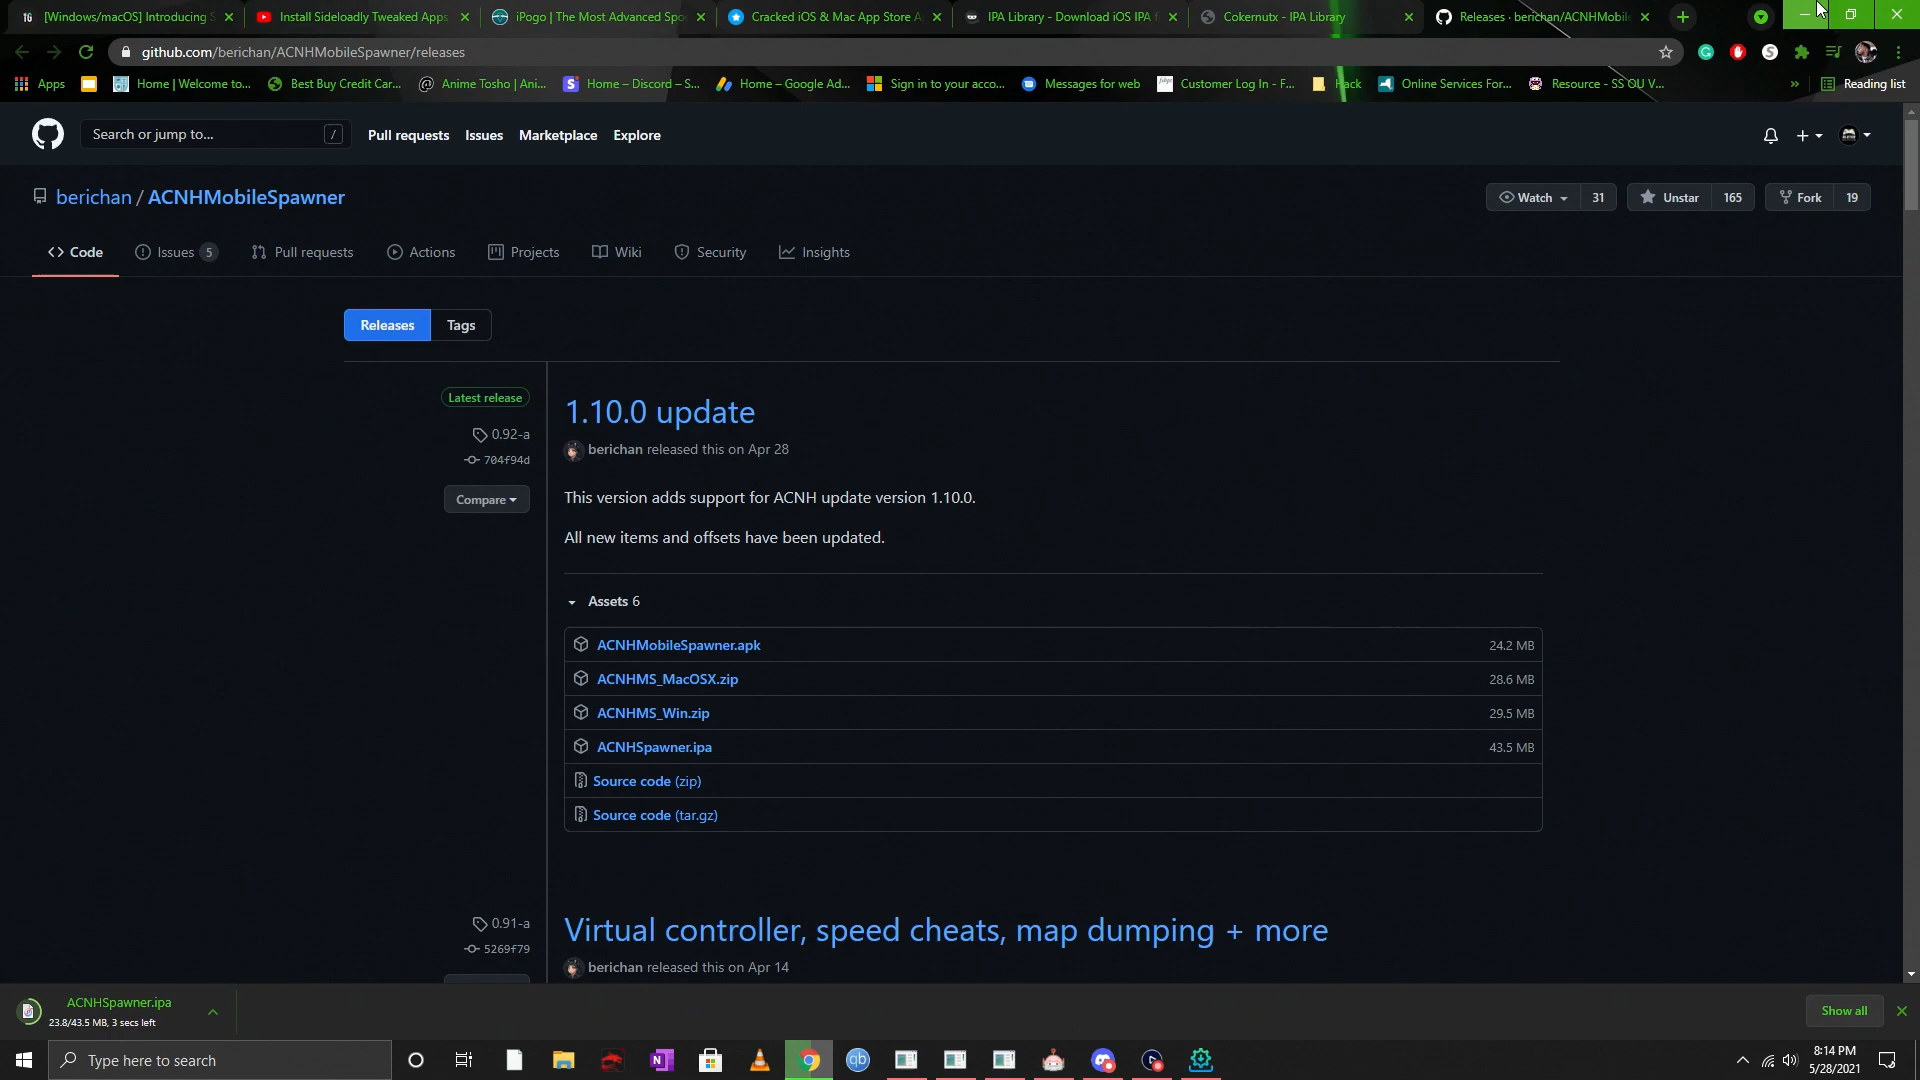 [Windows/macOS] Introducing S
Install Sideloadly Tweaked Apps
iPogo | The Most Advanced Spo
Cracked iOS & Mac App Store A
IPA Library - Download iOS IPA f
Cokernutx - IPA Library
Releases · berichan/ACNHMobile
github.com/berichan/ACNHMobileSpawner/releases
Apps
Home | Welcome to...
Best Buy Credit Car...
Anime Tosho | Ani...
Home – Discord – S...
Home – Google Ad...
Sign in to your acco...
Messages for web
Customer Log In - F...
Hack
Online Services For...
Resource - SS OU V...
»
Reading list
Search or jump to...
/
Pull requests
Issues
Marketplace
Explore
berichan / ACNHMobileSpawner
Watch 31
Unstar 165
Fork 19
Code
Issues 5
Pull requests
Actions
Projects
Wiki
Security
Insights
Releases
Tags
Latest release
0.92-a
704f94d
Compare
1.10.0 update
berichan released this on Apr 28
This version adds support for ACNH update version 1.10.0.
All new items and offsets have been updated.
Assets 6
ACNHMobileSpawner.apk 24.2 MB
ACNHMS_MacOSX.zip 28.6 MB
ACNHMS_Win.zip 29.5 MB
ACNHSpawner.ipa 43.5 MB
Source code (zip)
Source code (tar.gz)
0.91-a
5269f79
Virtual controller, speed cheats, map dumping + more
berichan released this on Apr 14
ACNHSpawner.ipa
23.8/43.5 MB, 3 secs left
Show all
Type here to search
N
qb
8:14 PM
5/28/2021